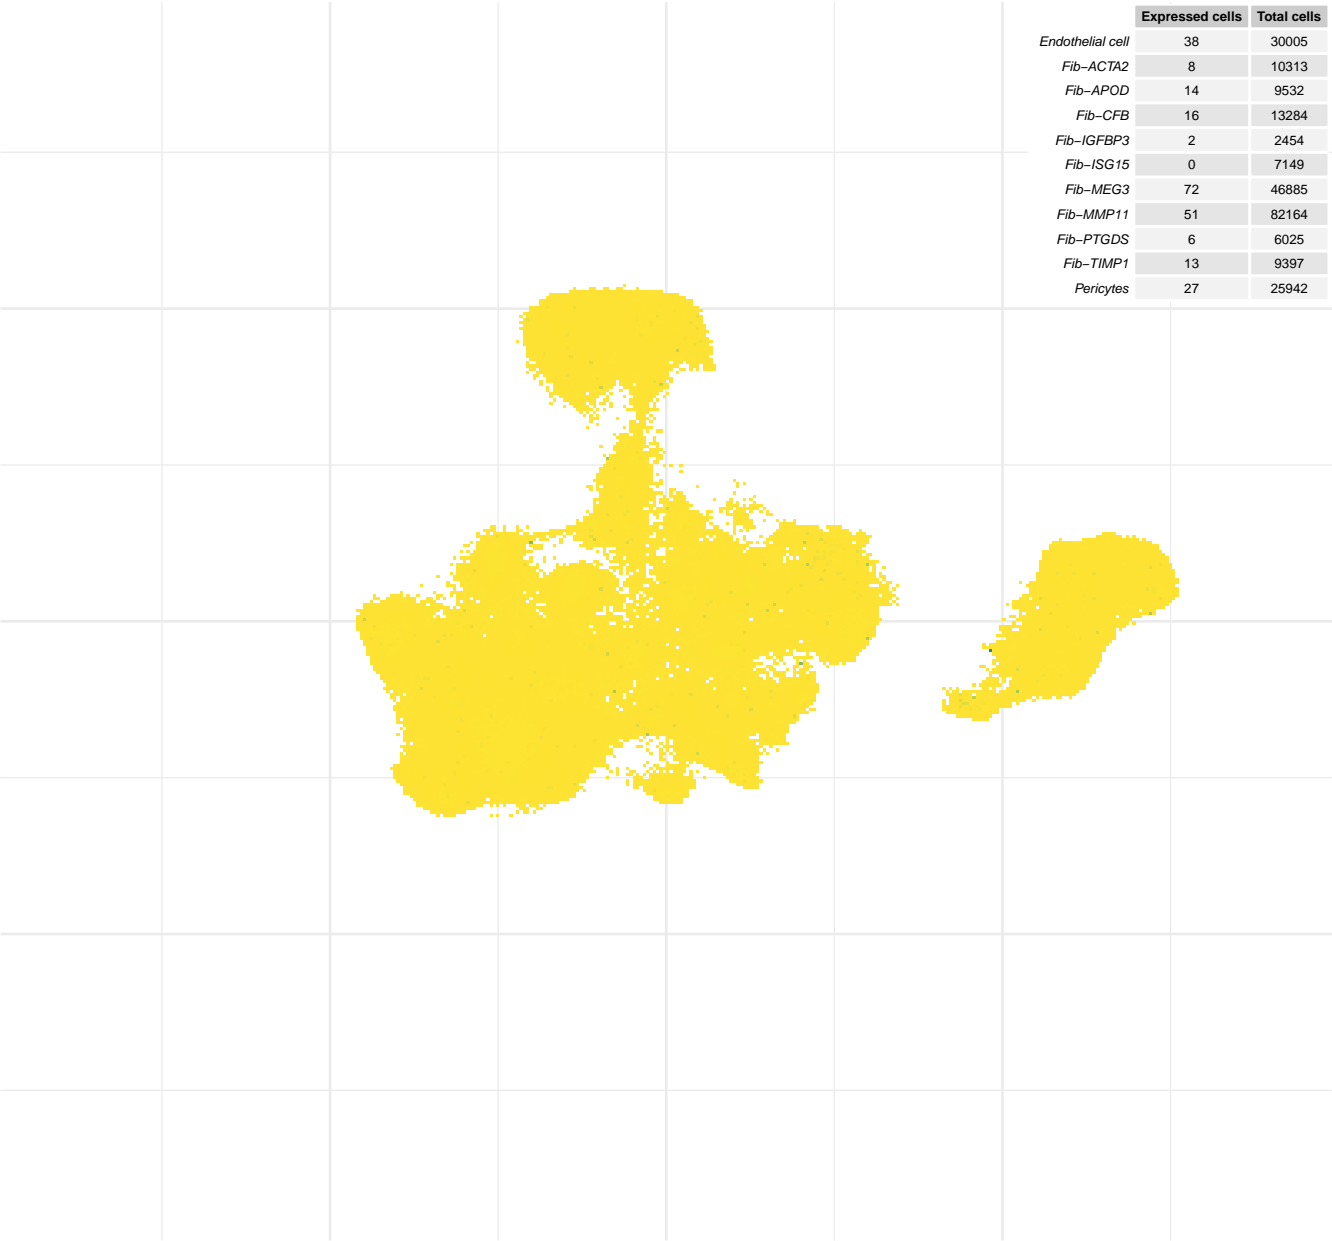 Expressed cells Total cells
Endothelial cell 38 30005
Fib−ACTA2 8 10313
Fib−APOD 14 9532
Fib−CFB 16 13284
Fib−IGFBP3 2 2454
Fib−ISG15 0 7149
Fib−MEG3 72 46885
Fib−MMP11 51 82164
Fib−PTGDS 6 6025
Fib−TIMP1 13 9397
Pericytes 27 25942